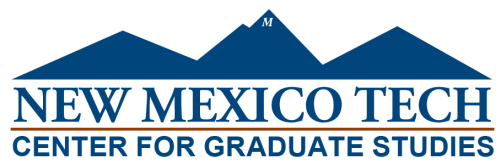 M
NEW MEXICO TECH
CENTER FOR GRADUATE STUDIES